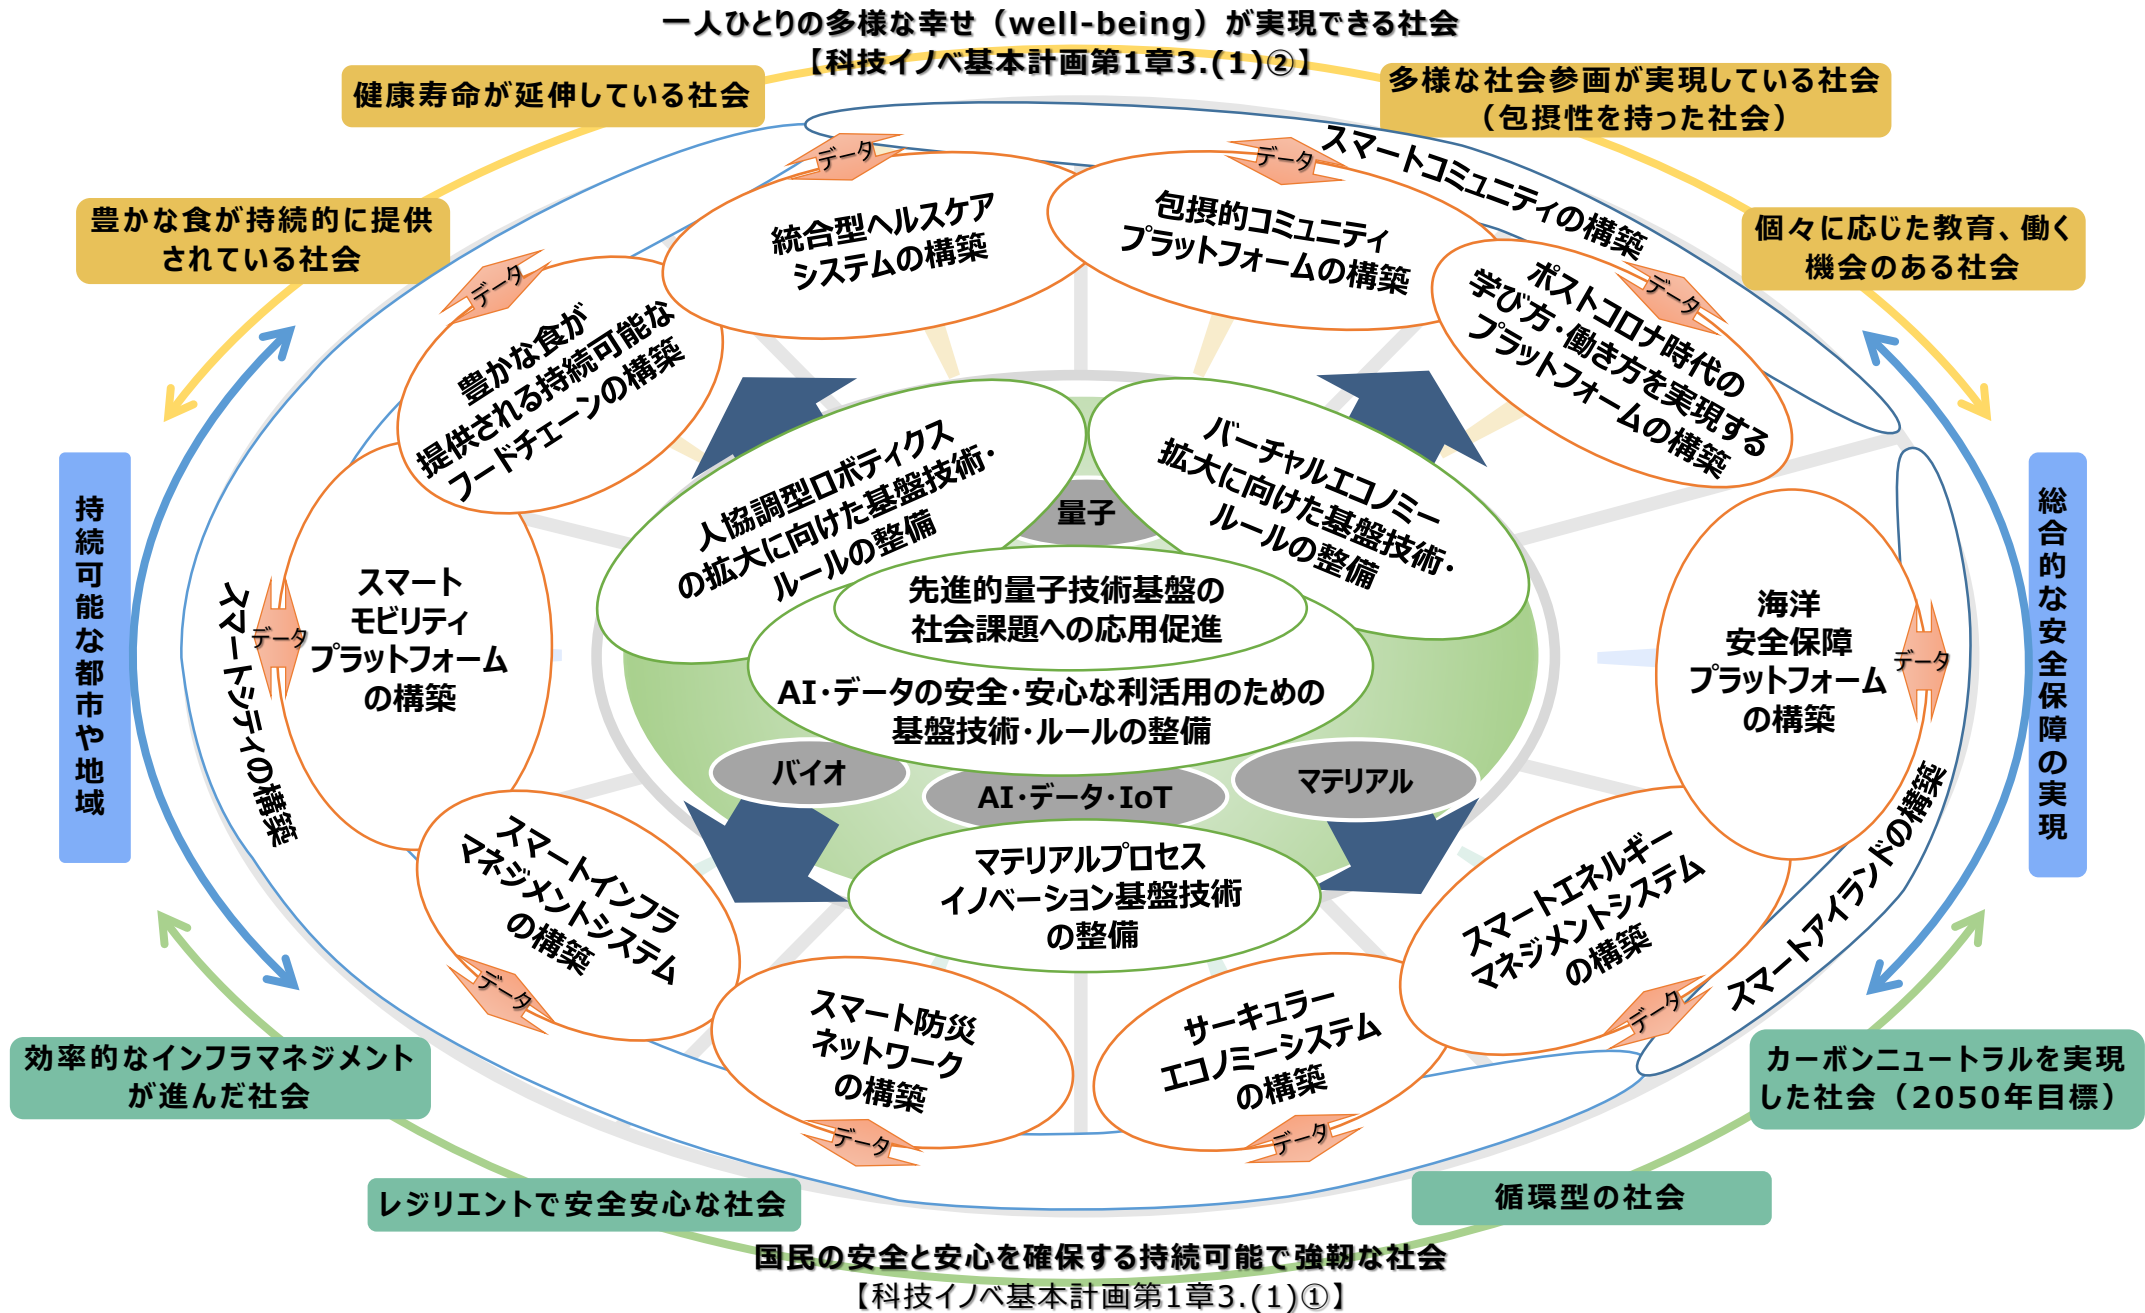 一人ひとりの多様な幸せ（well-being）が実現できる社会
【科技イノベ基本計画第1章3.(1)②】
健康寿命が延伸している社会
多様な社会参画が実現している社会
（包摂性を持った社会）
豊かな食が持続的に提供
されている社会
個々に応じた教育、働く
機会のある社会
スマートコミュニティの構築
データ
データ
データ
データ
統合型ヘルスケア
システムの構築
包摂的コミュニティ
プラットフォームの構築
ポストコロナ時代の
学び方・働き方を実現する
プラットフォームの構築
豊かな食が
提供される持続可能な
フードチェーンの構築
人協調型ロボティクス
の拡大に向けた基盤技術・
ルールの整備
バーチャルエコノミー
拡大に向けた基盤技術・
ルールの整備
量子
先進的量子技術基盤の
社会課題への応用促進
AI・データの安全・安心な利活用のための
基盤技術・ルールの整備
持続可能な都市や地域
総合的な安全保障の実現
スマートシティの構築
データ
スマート
モビリティ
プラットフォーム
の構築
海洋
安全保障
プラットフォーム
の構築
データ
バイオ
AI・データ・IoT
マテリアル
マテリアルプロセス
イノベーション基盤技術
の整備
スマートインフラ
マネジメントシステム
の構築
データ
スマートエネルギー
マネジメントシステム
の構築
データ
スマートアイランドの構築
スマート防災
ネットワーク
の構築
データ
サーキュラー
エコノミーシステム
の構築
データ
効率的なインフラマネジメント
が進んだ社会
カーボンニュートラルを実現
した社会（2050年目標）
レジリエントで安全安心な社会
循環型の社会
国民の安全と安心を確保する持続可能で強靭な社会
【科技イノベ基本計画第1章3.(1)①】